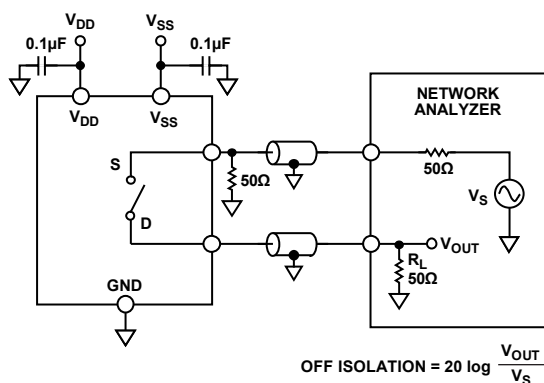 V_DD V_SS
0.1µF 0.1µF
NETWORK
ANALYZER
V_DD V_SS
S
50Ω 50Ω
V_S
D
V_OUT
R_L
50Ω
GND
OFF ISOLATION = 20 log V_OUT / V_S